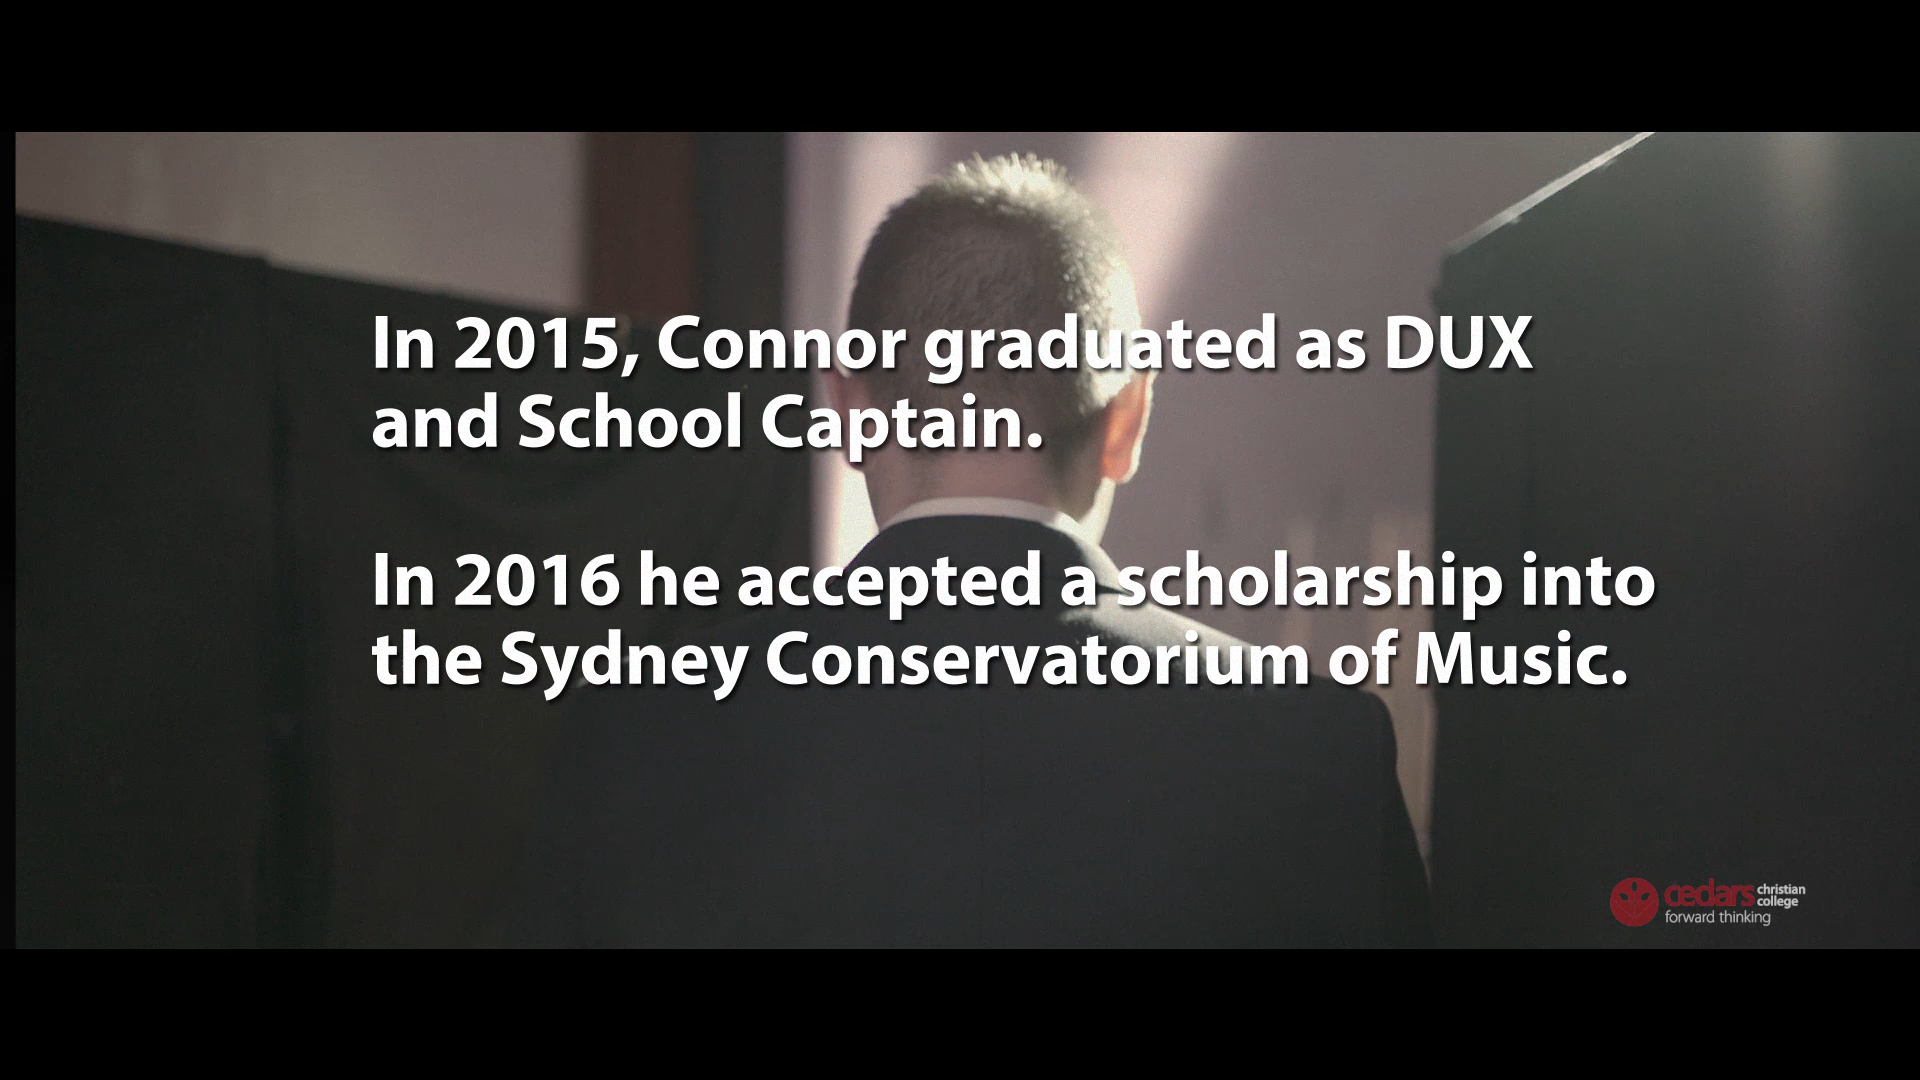 In 2015, Connor graduated as DUX
and School Captain.
In 2016 he accepted a scholarship into
the Sydney Conservatorium of Music.
cedars christian college
forward thinking